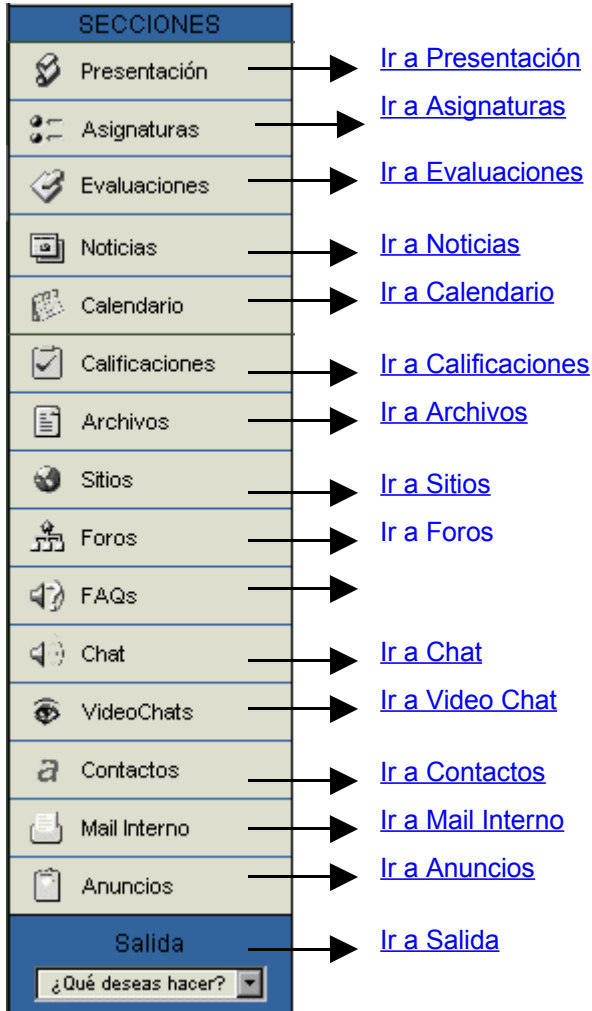 SECCIONES
Presentación Ir a Presentación
Asignaturas Ir a Asignaturas
Evaluaciones Ir a Evaluaciones
Noticias Ir a Noticias
Calendario Ir a Calendario
Calificaciones Ir a Calificaciones
Archivos Ir a Archivos
Sitios Ir a Sitios
Foros Ir a Foros
FAQs
Chat Ir a Chat
VideoChats Ir a Video Chat
Contactos Ir a Contactos
Mail Interno Ir a Mail Interno
Anuncios Ir a Anuncios
Salida Ir a Salida
¿Qué deseas hacer?